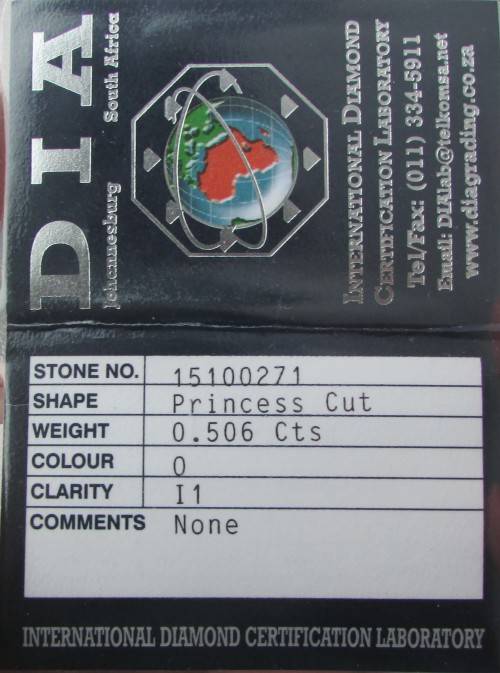 DIA
Johannesburg South Africa
INTERNATIONAL DIAMOND
CERTIFICATION LABORATORY
Tel/Fax: (011) 334-5911
Email: DIAlab@telkomsa.net
www.diagrading.co.za
STONE NO. 15100271
SHAPE Princess Cut
WEIGHT 0.506 Cts
COLOUR O
CLARITY I1
COMMENTS None
INTERNATIONAL DIAMOND CERTIFICATION LABORATORY